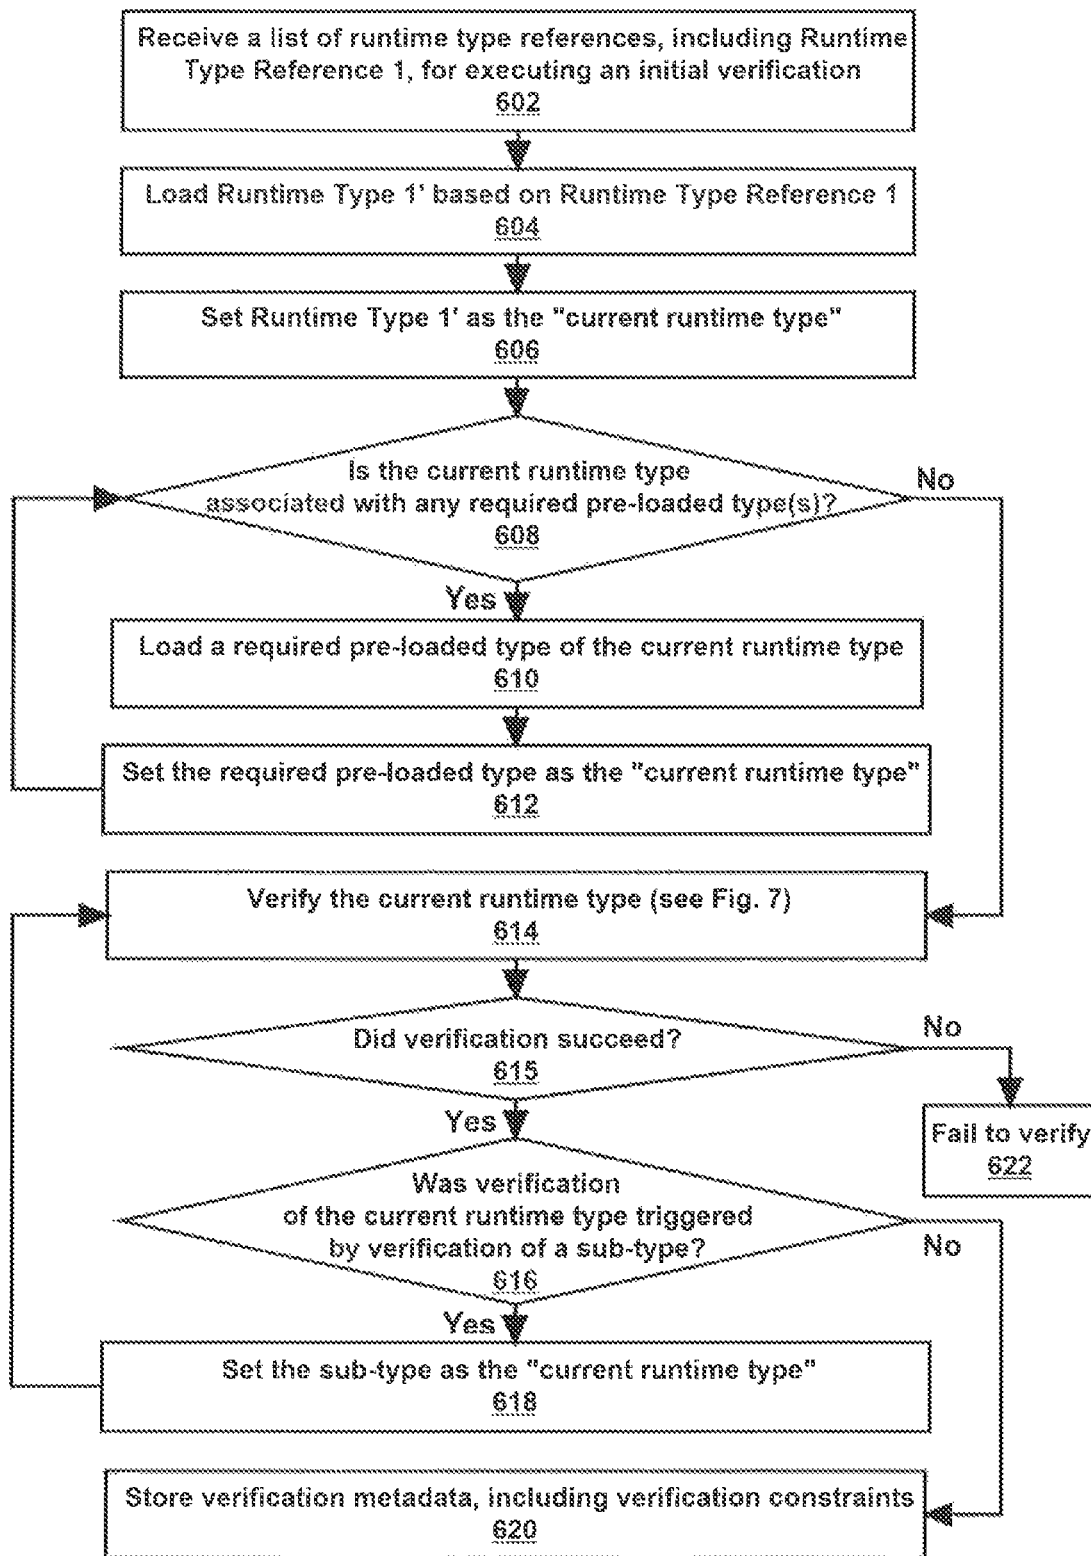 Receive a list of runtime type references, including Runtime
Type Reference 1, for executing an initial verification
602
Load Runtime Type 1' based on Runtime Type Reference 1
604
Set Runtime Type 1' as the "current runtime type"
606
Is the current runtime type
associated with any required pre-loaded type(s)?
608
No
Yes
Load a required pre-loaded type of the current runtime type
610
Set the required pre-loaded type as the "current runtime type"
612
Verify the current runtime type (see Fig. 7)
614
Did verification succeed?
615
No
Yes
Fail to verify
622
Was verification
of the current runtime type triggered
by verification of a sub-type?
616
No
Yes
Set the sub-type as the "current runtime type"
618
Store verification metadata, including verification constraints
620